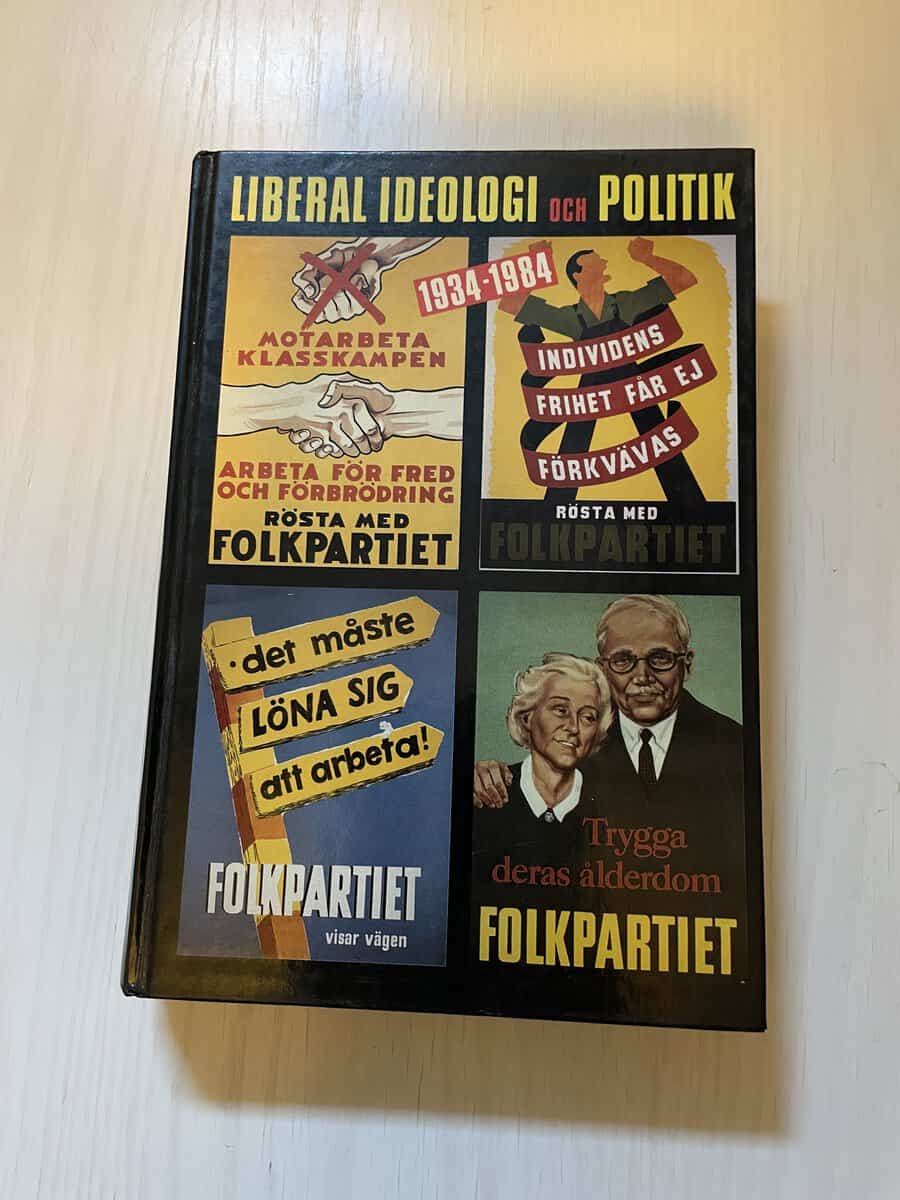 LIBERAL IDEOLOGI OCH POLITIK
1934-1984
MOTARBETA
KLASSKAMPEN
ARBETA FÖR FRED
OCH FÖRBRÖDRING
RÖSTA MED
FOLKPARTIET
INDIVIDENS
FRIHET FÅR EJ
FÖRKVÄVAS
RÖSTA MED
FOLKPARTIET
det måste
LÖNA SIG
att arbeta!
FOLKPARTIET
visar vägen
Trygga
deras ålderdom
FOLKPARTIET